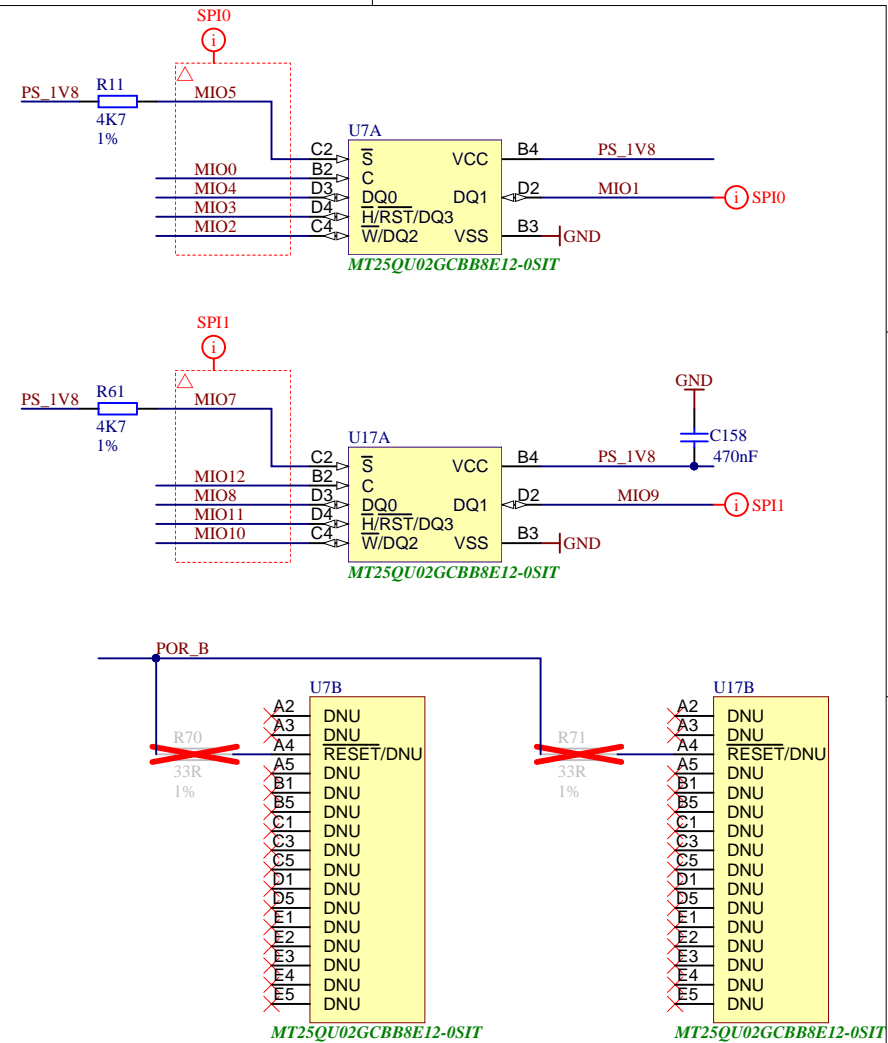 SPI0
i
PS_1V8
R11
4K7
1%
MIO5
MIO0
MIO4
MIO3
MIO2
U7A
C2
B2
D3
D4
C4
S
C
DQ0
H/RST/DQ3
W/DQ2
VCC
DQ1
VSS
B4
D2
B3
PS_1V8
MIO1
GND
i
SPI0
MT25QU02GCBB8E12-0SIT
SPI1
i
PS_1V8
R61
4K7
1%
MIO7
MIO12
MIO8
MIO11
MIO10
U17A
C2
B2
D3
D4
C4
S
C
DQ0
H/RST/DQ3
W/DQ2
VCC
DQ1
VSS
B4
D2
B3
PS_1V8
MIO9
GND
GND
C158
470nF
i
SPI1
MT25QU02GCBB8E12-0SIT
POR_B
R70
33R
1%
U7B
A2 DNU
A3 DNU
A4 RESET/DNU
A5 DNU
B1 DNU
B5 DNU
C1 DNU
C3 DNU
C5 DNU
D1 DNU
D5 DNU
E1 DNU
E2 DNU
E3 DNU
E4 DNU
E5 DNU
MT25QU02GCBB8E12-0SIT
R71
33R
1%
U17B
A2 DNU
A3 DNU
A4 RESET/DNU
A5 DNU
B1 DNU
B5 DNU
C1 DNU
C3 DNU
C5 DNU
D1 DNU
D5 DNU
E1 DNU
E2 DNU
E3 DNU
E4 DNU
E5 DNU
MT25QU02GCBB8E12-0SIT